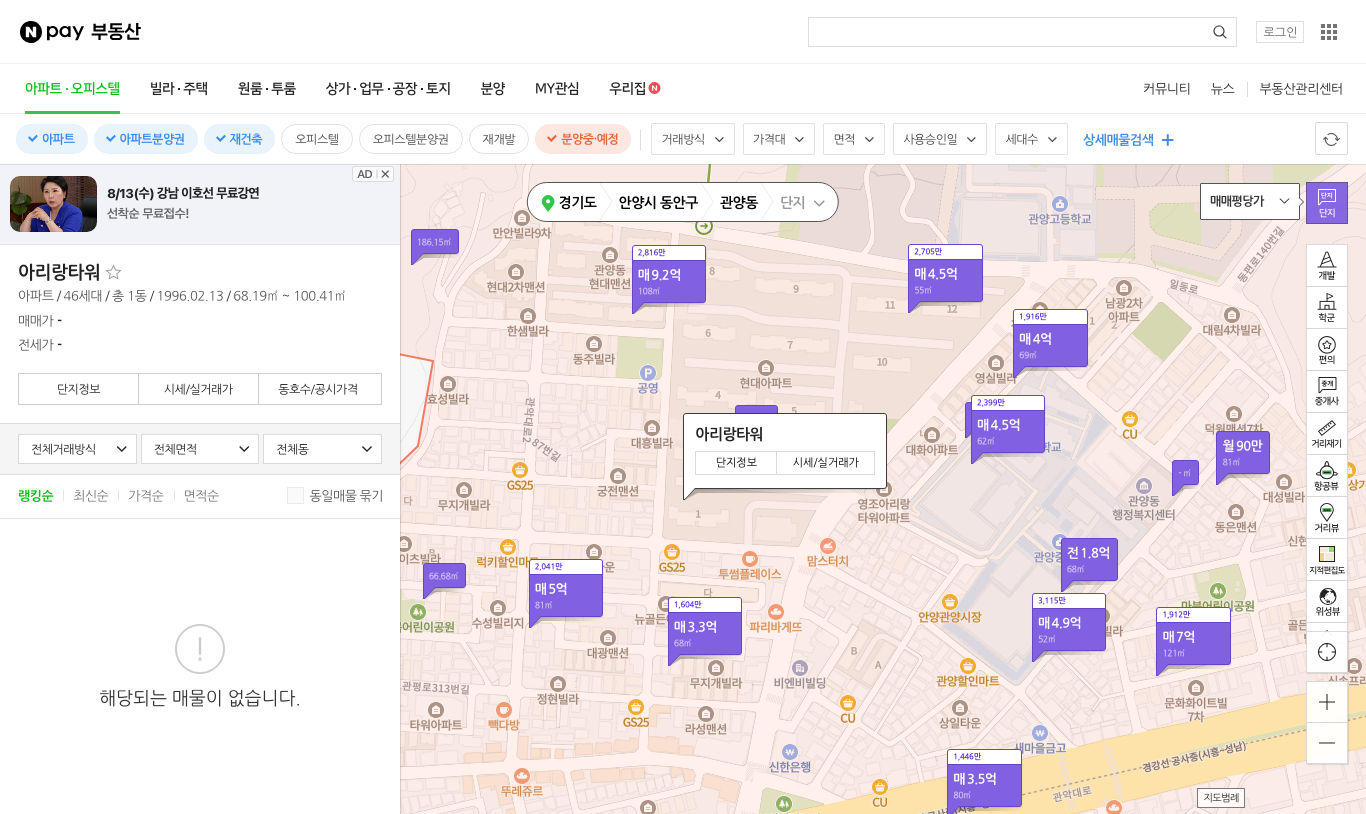 N pay 부동산
로그인
아파트·오피스텔
빌라·주택
원룸·투룸
상가·업무·공장·토지
분양
MY관심
우리집 N
커뮤니티
뉴스
부동산관리센터
아파트
아파트분양권
재건축
오피스텔
오피스텔분양권
재개발
분양중·예정
거래방식
가격대
면적
사용승인일
세대수
상세매물검색
8/13(수) 강남 이호선 무료강연
선착순 무료접수!
AD
아리랑타워
아파트 / 46세대 / 총 1동 / 1996.02.13 / 68.19㎡ ~ 100.41㎡
매매가 -
전세가 -
단지정보
시세/실거래가
동호수/공시가격
전체거래방식
전체면적
전체동
랭킹순
최신순
가격순
면적순
동일매물 묶기
해당되는 매물이 없습니다.
경기도
안양시 동안구
관양동
단지
매매평당가
단지
단지
개발
학군
편의
중개
중개사
거리재기
항공뷰
거리뷰
지적편집도
위성뷰
지도범례
186.15㎡
만안빌라9차
관양동
현대맨션
현대2차맨션
2,816만
매 9.2억
108㎡
8
9
11
12
2,705만
매 4.5억
55㎡
관양고등학교
동편로140번길
일동로
남광2차
아파트
대림4차빌라
한샘빌라
동주빌라
P
공영
6
7
10
현대아파트
4
5
1,916만
매 4억
69㎡
1
영실빌라
효성빌라
관악대로
87번길
대흥빌라
아리랑타워
단지정보
시세/실거래가
2,399만
매 4.5억
62㎡
대화아파트
CU
덕원맨션7차
월 90만
81㎡
- ㎡
대성빌라
GS25
궁전맨션
무지개빌라
1
영조아리랑
타워아파트
관양동
행정복지센터
동은맨션
럭키할인마트
GS25
투썸플레이스
맘스터치
전 1.8억
68㎡
66.68㎡
2,041만
매 5억
81㎡
수성빌리지
대광맨션
1,604만
매 3.3억
68㎡
다
파리바게뜨
안양관양시장
3,115만
매 4.9억
52㎡
1,912만
매 7억
121㎡
마북어린이공원
B
A
관평로313번길
정현빌라
무지개빌라
비엔비빌딩
관양할인마트
문화화이트빌
7차
타워아파트
빽다방
GS25
라성맨션
CU
상일타운
새마을금고
신한은행
뚜레쥬르
CU
1,446만
매 3.5억
80㎡
경강선 공사중(시흥~성남)
관악대로